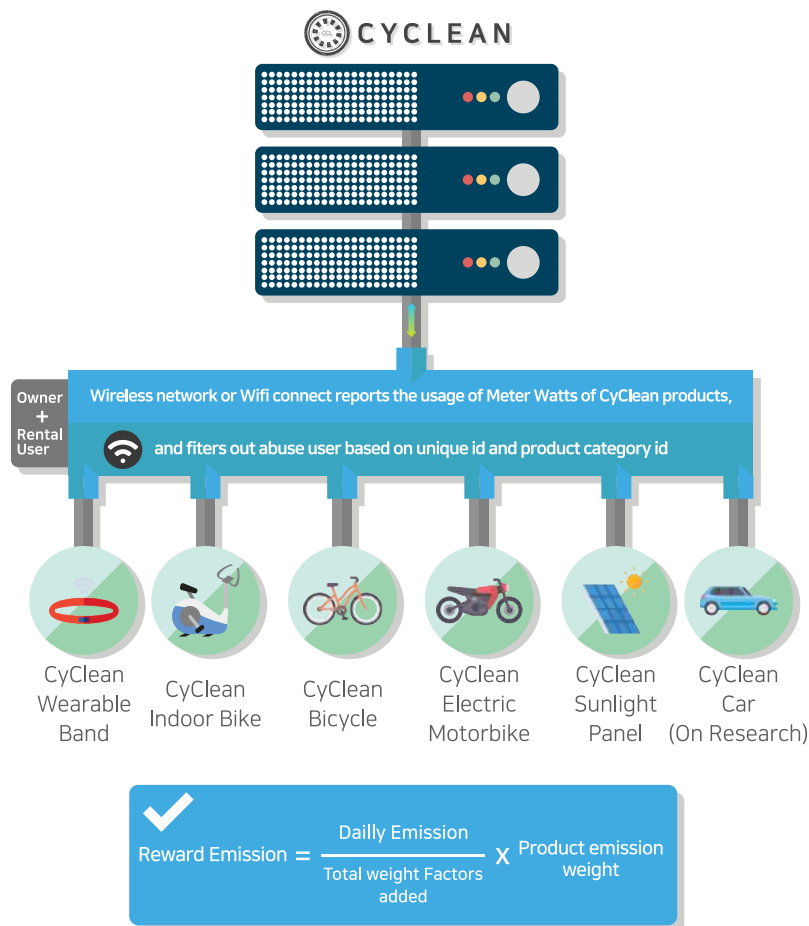 CCL
CYCLEAN
Owner
+
Rental
User
Wireless network or Wifi connect reports the usage of Meter Watts of CyClean products,
and fiters out abuse user based on unique id and product category id
CyClean
Wearable
Band
CyClean
Indoor Bike
CyClean
Bicycle
CyClean
Electric
Motorbike
CyClean
Sunlight
Panel
CyClean
Car
(On Research)
Reward Emission =
Dailly Emission
Total weight Factors
added
X
Product emission
weight